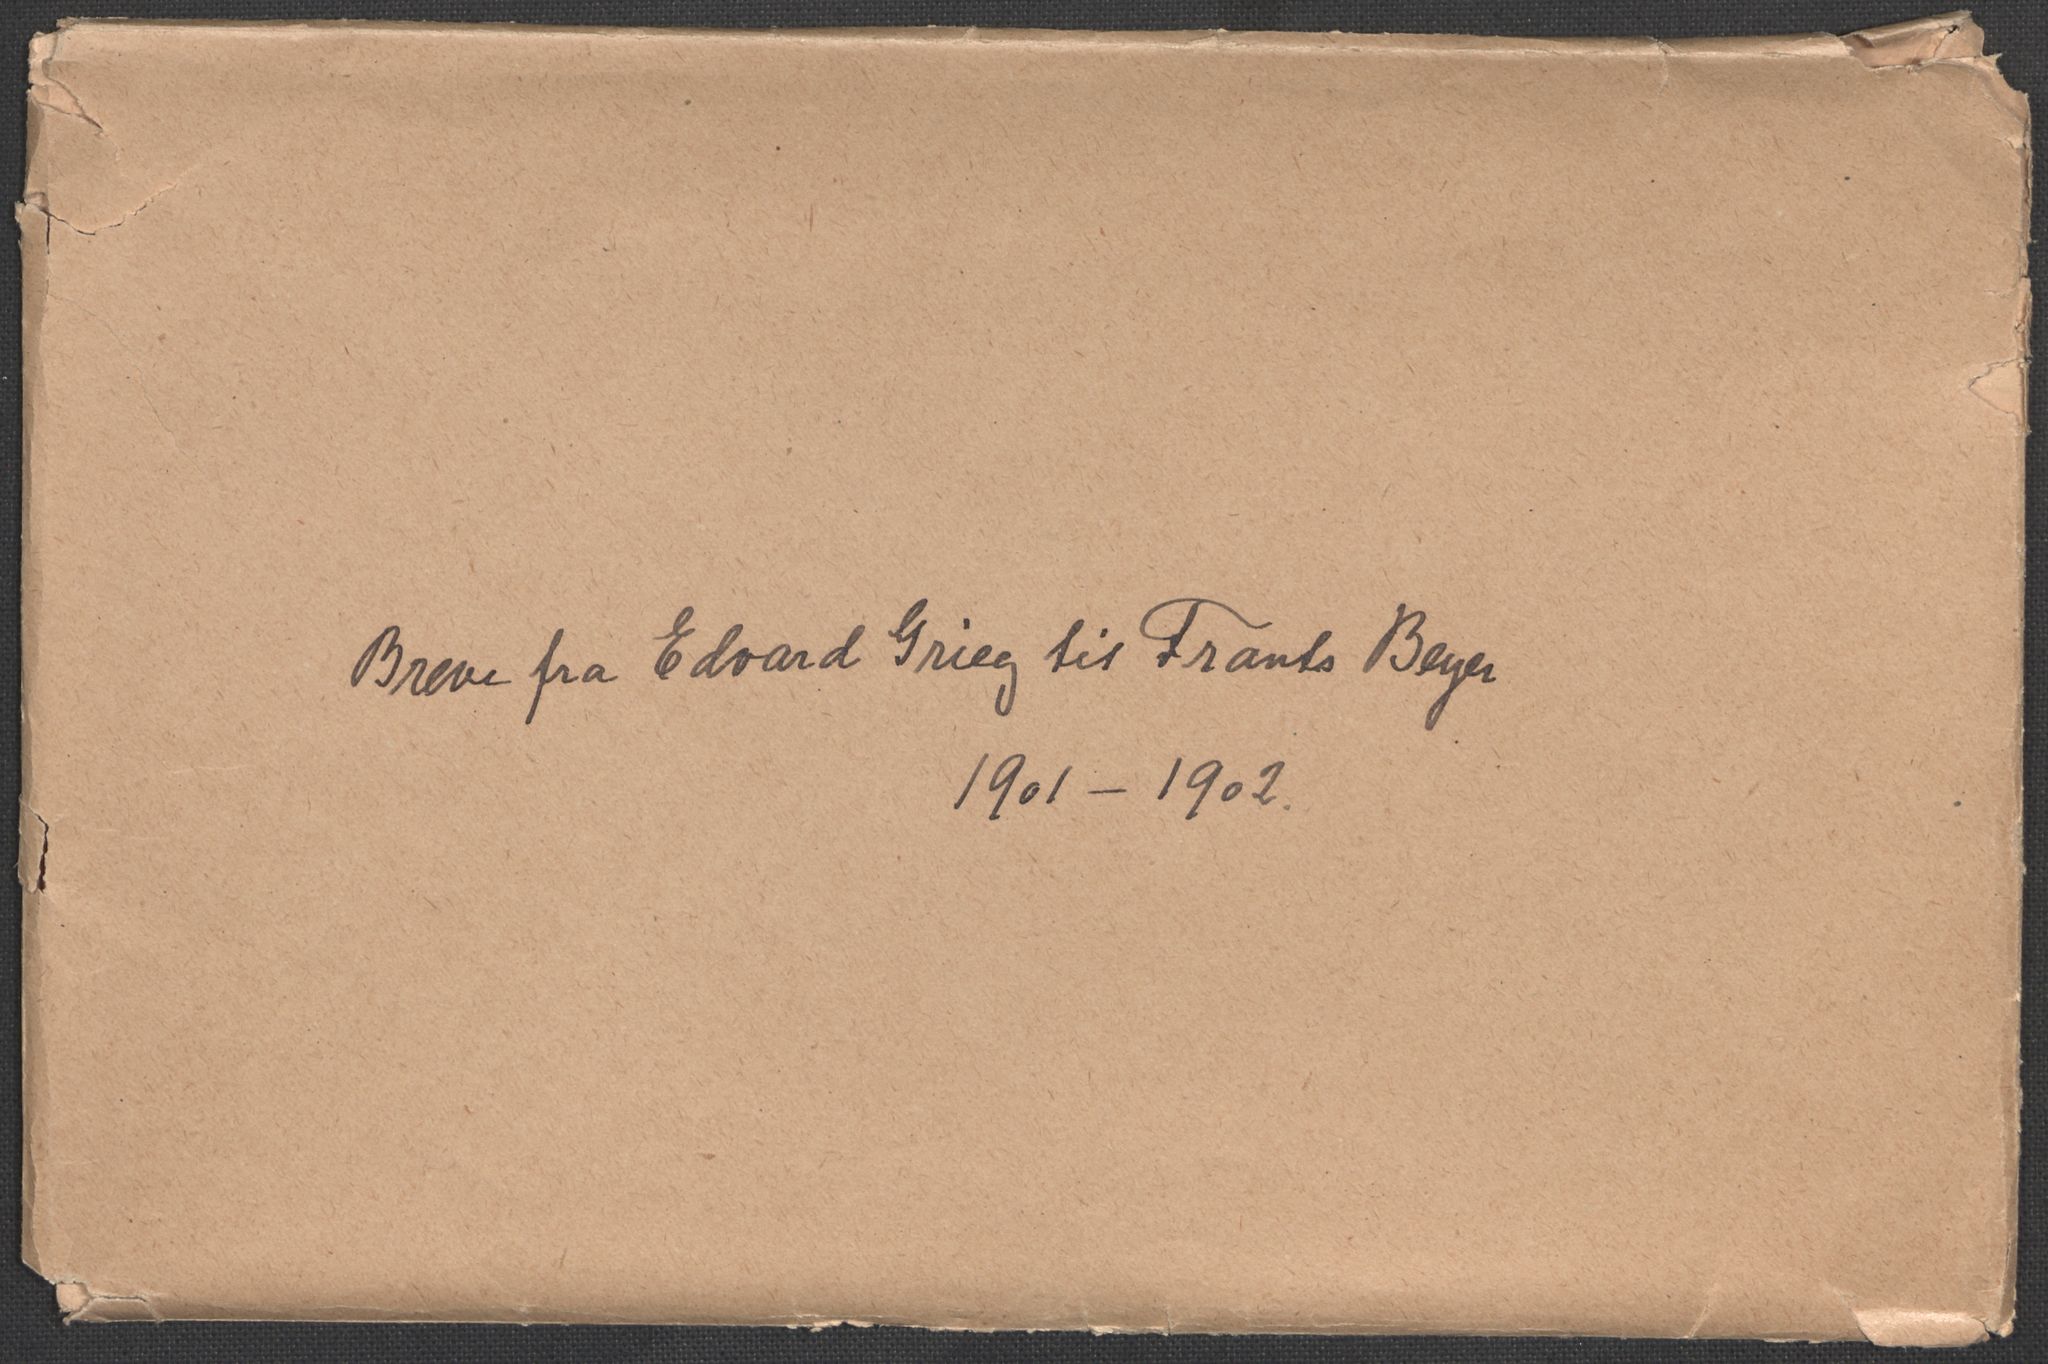 Breve fra Edvard Grieg til Frants Beyer
1901 – 1902.